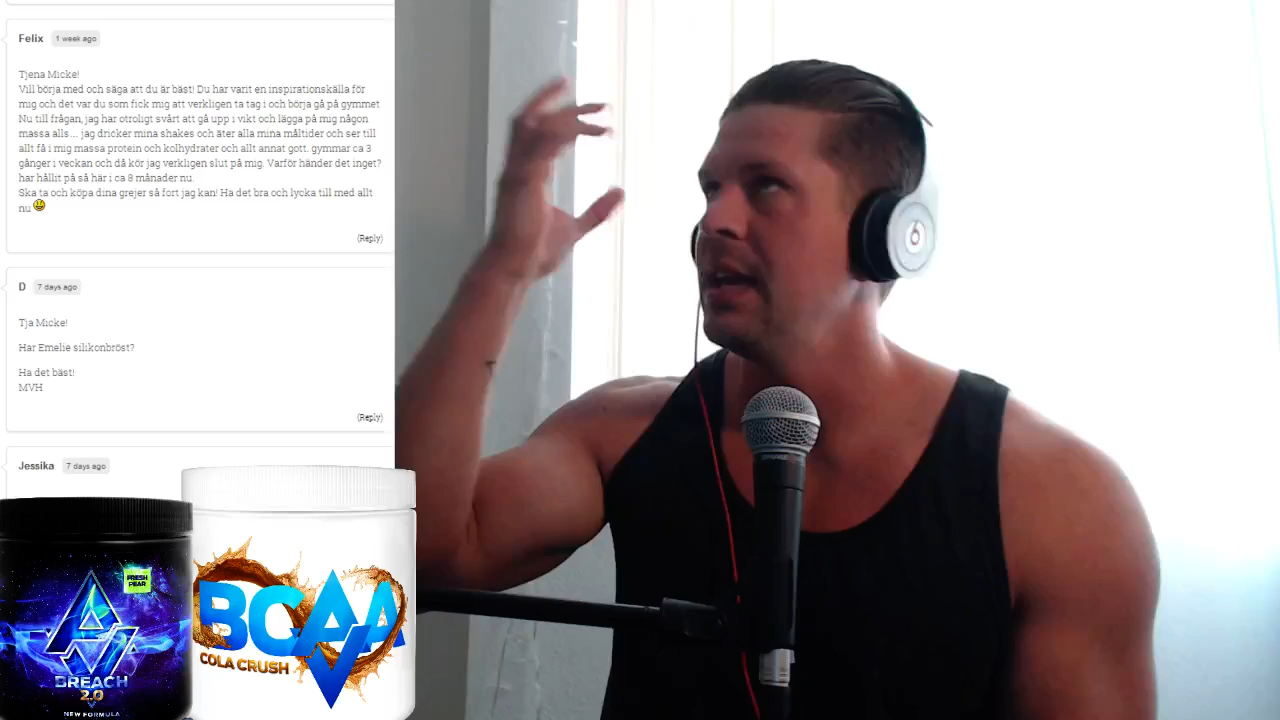 Felix 1 week ago
Tjena Micke!
Vill börja med och säga att du är bäst! Du har varit en inspirationskälla för
mig och det var du som fick mig att verkligen ta tag i och börja gå på gymmet
Nu till frågan, jag har otroligt svårt att gå upp i vikt och lägga på mig någon
massa alls.... jag dricker mina shakes och äter alla mina måltider och ser till
allt få i mig massa protein och kolhydrater och allt annat gott. gymmar ca 3
gånger i veckan och då kör jag verkligen slut på mig. Varför händer det inget?
har hållit på så här i ca 8 månader nu.
Ska ta och köpa dina grejer så fort jag kan! Ha det bra och lycka till med allt
nu
(Reply)
D 7 days ago
Tja Micke!
Har Emelie silikonbröst?
Ha det bäst!
MVH
(Reply)
Jessika 7 days ago
FRESH
PEAR
BREACH
2.0
NEW FORMULA
BCAA
COLA CRUSH